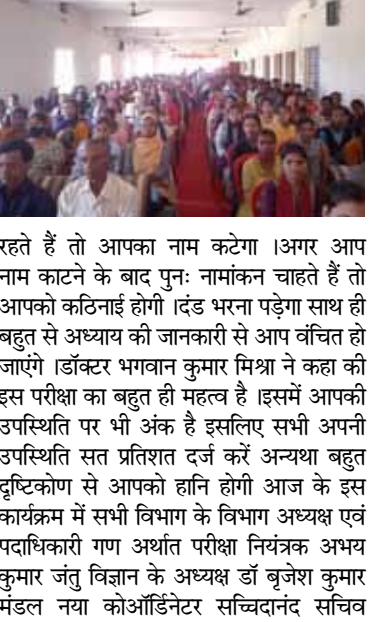 रहते हैं तो आपका नाम कटेगा ।अगर आप
नाम काटने के बाद पुनः नामांकन चाहते हैं तो
आपको कठिनाई होगी ।दंड भरना पड़ेगा साथ ही
बहुत से अध्याय की जानकारी से आप वंचित हो
जाएंगे ।डॉक्टर भगवान कुमार मिश्रा ने कहा की
इस परीक्षा का बहुत ही महत्व है ।इसमें आपकी
उपस्थिति पर भी अंक है इसलिए सभी अपनी
उपस्थिति सत प्रतिशत दर्ज करें अन्यथा बहुत
दृष्टिकोण से आपको हानि होगी आज के इस
कार्यक्रम में सभी विभाग के विभाग अध्यक्ष एवं
पदाधिकारी गण अर्थात परीक्षा नियंत्रक अभय
कुमार जंतु विज्ञान के अध्यक्ष डॉ बृजेश कुमार
मंडल नया कोऑर्डिनेटर सच्चिदानंद सचिव